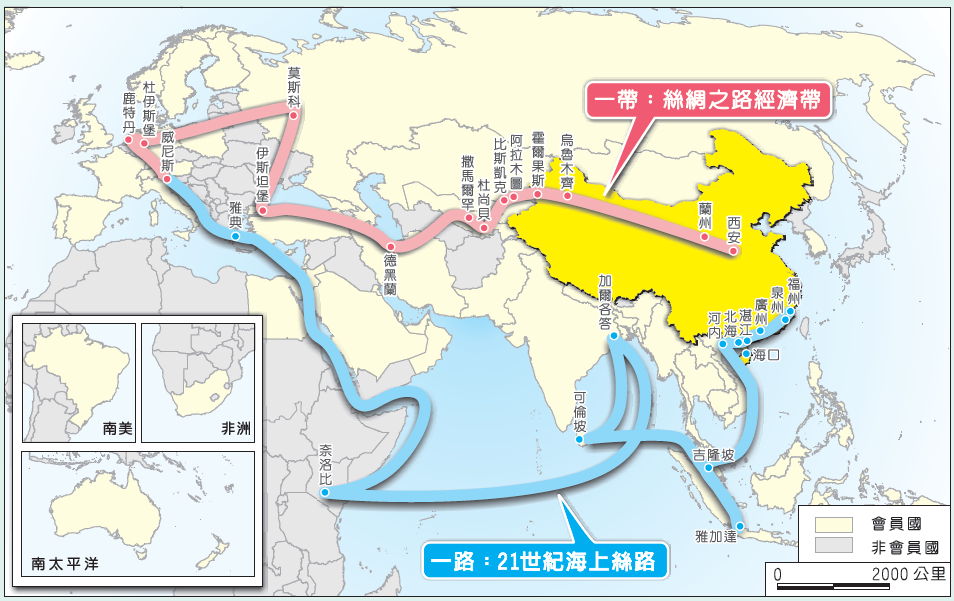 一帶：絲綢之路經濟帶
莫斯科
鹿特丹
杜伊斯堡
威尼斯
伊斯坦堡
雅典
德黑蘭
撒馬爾罕
杜尚貝
比斯凱克
阿拉木圖
霍爾果斯
烏魯木齊
蘭州
西安
加爾各答
河內
北海
湛江
廣州
泉州
福州
海口
可倫坡
吉隆坡
雅加達
奈洛比
南美
非洲
南太平洋
一路：21世紀海上絲路
會員國
非會員國
0 2000 公里